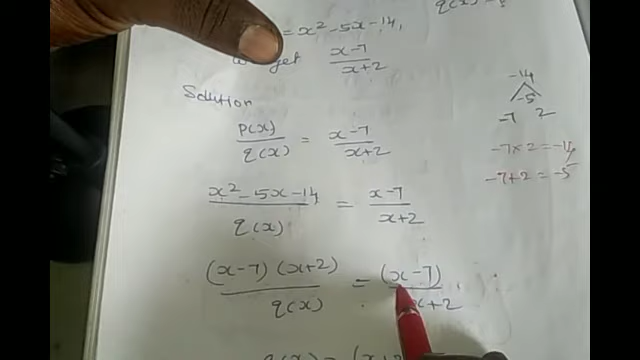 = x² - 5x - 14,
get x-7/x+2
Solution
P(x)/q(x) = x-7/x+2
x² - 5x - 14/q(x) = x-7/x+2
(x-7) (x+2)/q(x) = (x-7)/x+2
q(x) = (x+2
-14
-5
-7 2
-7×2 = -14
-7+2 = -5